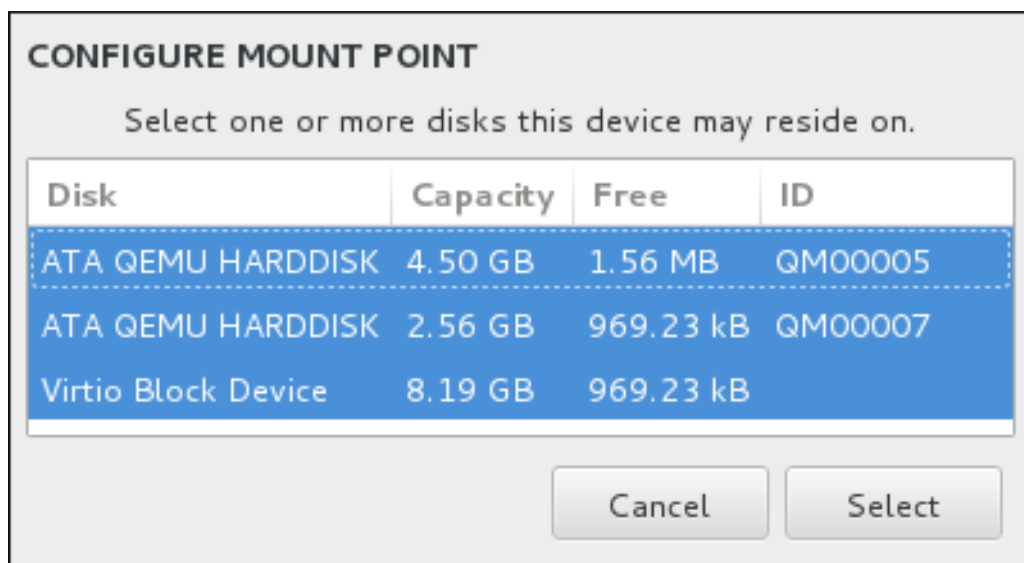 CONFIGURE MOUNT POINT
Select one or more disks this device may reside on.
Disk Capacity Free ID
ATA QEMU HARDDISK 4.50 GB 1.56 MB QM00005
ATA QEMU HARDDISK 2.56 GB 969.23 kB QM00007
Virtio Block Device 8.19 GB 969.23 kB
Cancel Select